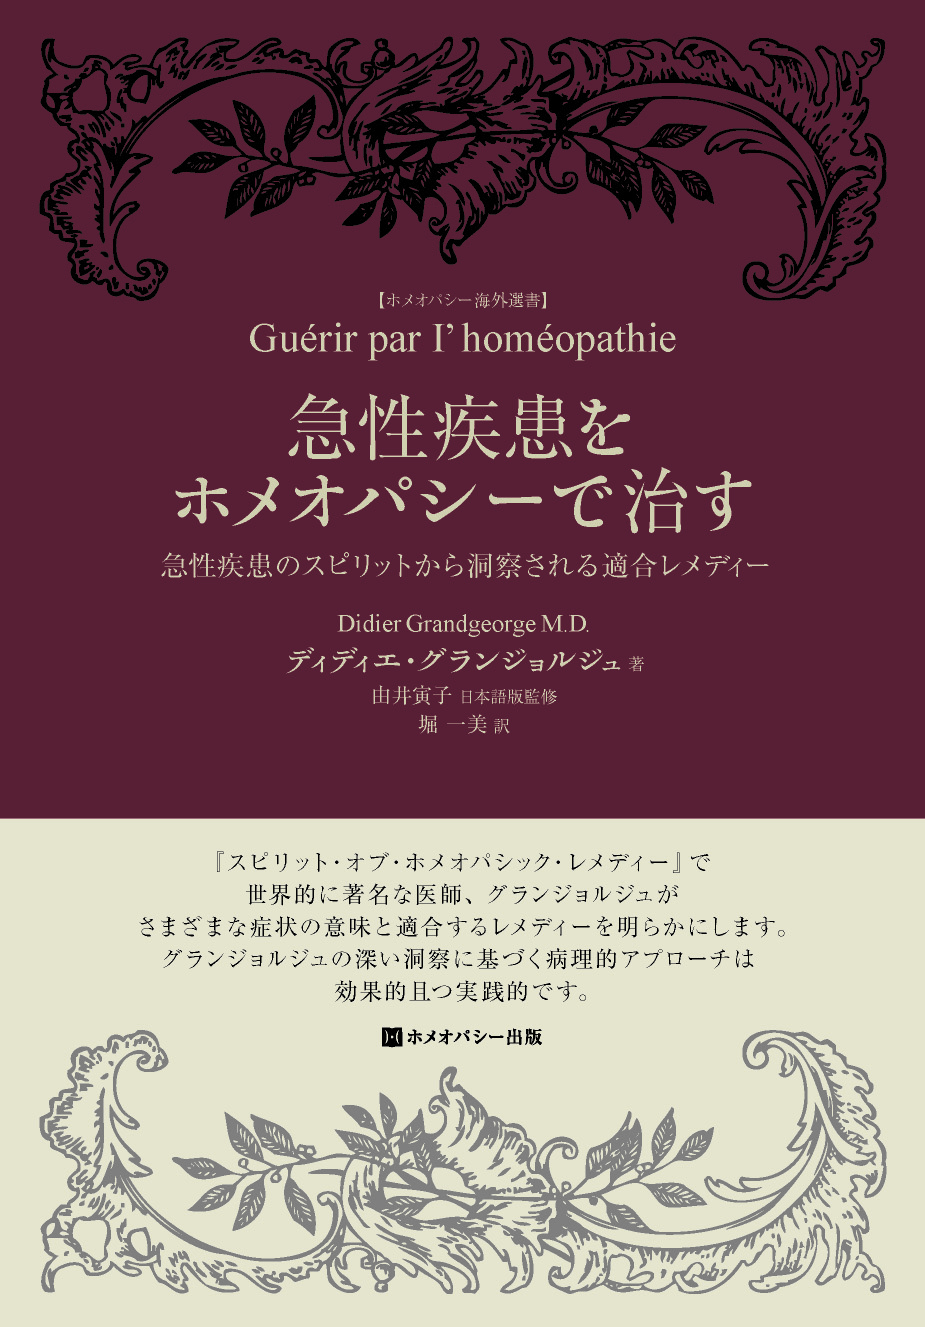 【ホメオパシー海外選書】
Guérir par I’ homéopathie
急性疾患を
ホメオパシーで治す
急性疾患のスピリットから洞察される適合レメディー
Didier Grandgeorge M.D.
ディディエ・グランジョルジュ 著
由井寅子 日本語版監修
堀 一美 訳
『スピリット・オブ・ホメオパシック・レメディー』で
世界的に著名な医師、グランジョルジュが
さまざまな症状の意味と適合するレメディーを明らかにします。
グランジョルジュの深い洞察に基づく病理的アプローチは
効果的且つ実践的です。
ホメオパシー出版